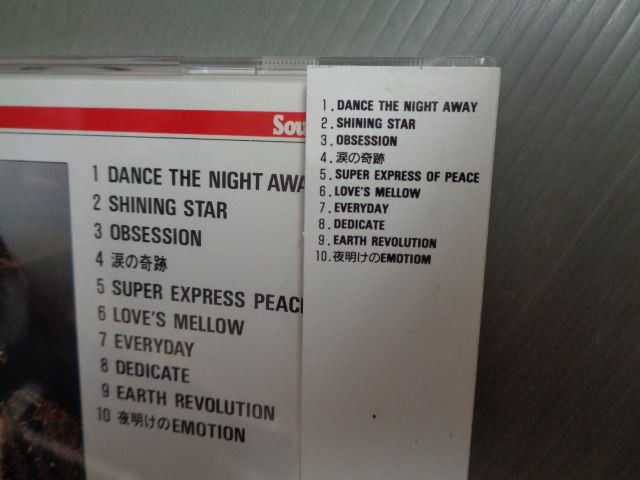 Sou
1 DANCE THE NIGHT AWA
2 SHINING STAR
3 OBSESSION
4 涙の奇跡
5 SUPER EXPRESS PEAC
6 LOVE'S MELLOW
7 EVERYDAY
8 DEDICATE
9 EARTH REVOLUTION
10 夜明けのEMOTION
1. DANCE THE NIGHT AWAY
2. SHINING STAR
3. OBSESSION
4. 涙の奇跡
5. SUPER EXPRESS OF PEACE
6. LOVE'S MELLOW
7. EVERYDAY
8. DEDICATE
9. EARTH REVOLUTION
10. 夜明けのEMOTIOM